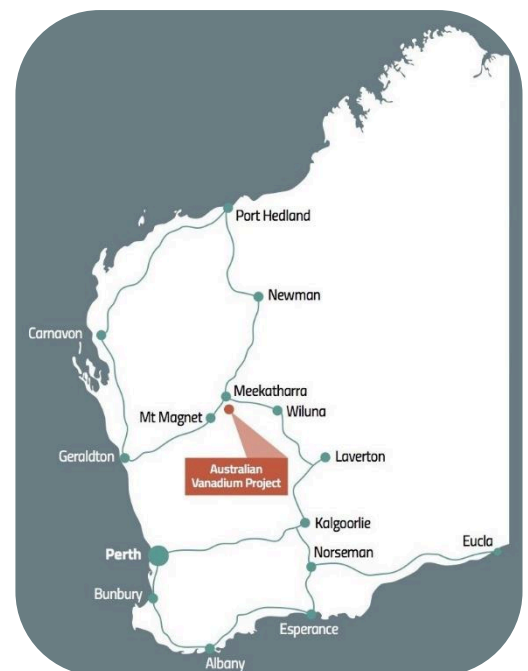 Port Hedland
Newman
Carnavon
Meekatharra
Mt Magnet
Wiluna
Geraldton
Laverton
Australian
Vanadium Project
Kalgoorlie
Perth
Norseman
Eucla
Bunbury
Esperance
Albany